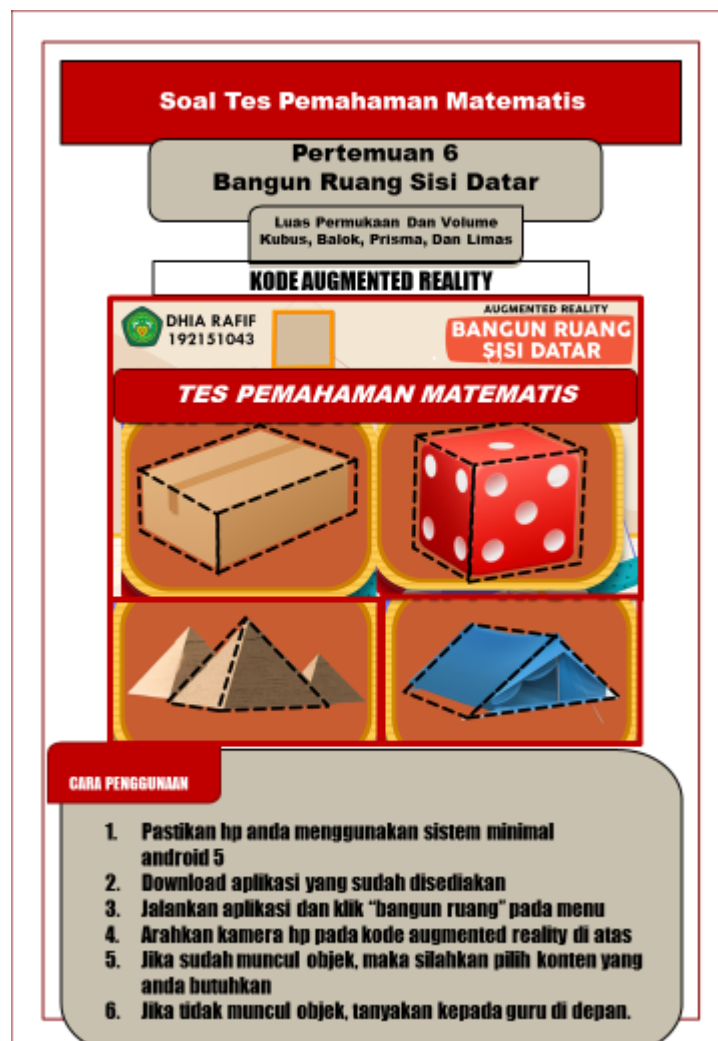 Soal Tes Pemahaman Matematis
Pertemuan 6
Bangun Ruang Sisi Datar
Luas Permukaan Dan Volume
Kubus, Balok, Prisma, Dan Limas
KODE AUGMENTED REALITY
DHIA RAFIF
192151043
AUGMENTED REALITY
BANGUN RUANG
SISI DATAR
TES PEMAHAMAN MATEMATIS
CARA PENGGUNAAN
1. Pastikan hp anda menggunakan sistem minimal
android 5
2. Download aplikasi yang sudah disediakan
3. Jalankan aplikasi dan klik “bangun ruang” pada menu
4. Arahkan kamera hp pada kode augmented reality di atas
5. Jika sudah muncul objek, maka silahkan pilih konten yang
anda butuhkan
6. Jika tidak muncul objek, tanyakan kepada guru di depan.